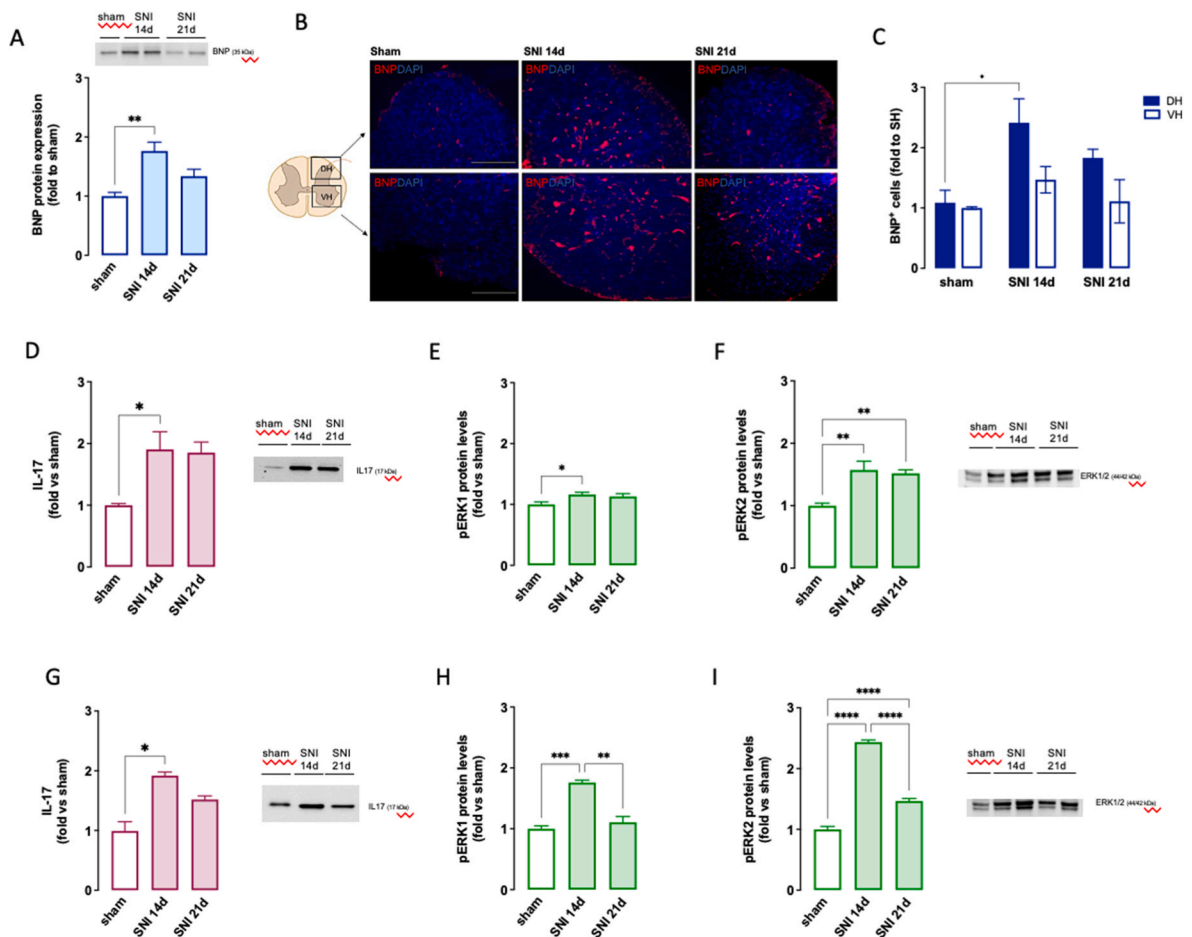 A
sham SNI 14d SNI 21d
BNP (35 kDa)
BNP protein expression
(fold to sham)
3
2
1
0
**
sham
SNI 14d
SNI 21d
B
Sham
SNI 14d
SNI 21d
BNPDAPI
BNPDAPI
BNPDAPI
DH
VH
BNPDAPI
BNPDAPI
BNPDAPI
C
BNP+ cells (fold to SH)
3
2
1
0
*
DH
VH
sham
SNI 14d
SNI 21d
D
IL-17
(fold vs sham)
3
2
1
0
*
sham
SNI 14d
SNI 21d
sham SNI 14d SNI 21d
IL17 (17 kDa)
E
pERK1 protein levels
(fold vs sham)
3
2
1
0
*
sham
SNI 14d
SNI 21d
F
pERK2 protein levels
(fold vs sham)
3
2
1
0
**
**
sham
SNI 14d
SNI 21d
sham SNI 14d SNI 21d
ERK1/2 (44/42 kDa)
G
IL-17
(fold vs sham)
3
2
1
0
*
sham
SNI 14d
SNI 21d
sham SNI 14d SNI 21d
IL17 (17 kDa)
H
pERK1 protein levels
(fold vs sham)
3
2
1
0
***
**
sham
SNI 14d
SNI 21d
I
pERK2 protein levels
(fold vs sham)
3
2
1
0
****
****
****
sham
SNI 14d
SNI 21d
sham SNI 14d SNI 21d
ERK1/2 (44/42 kDa)